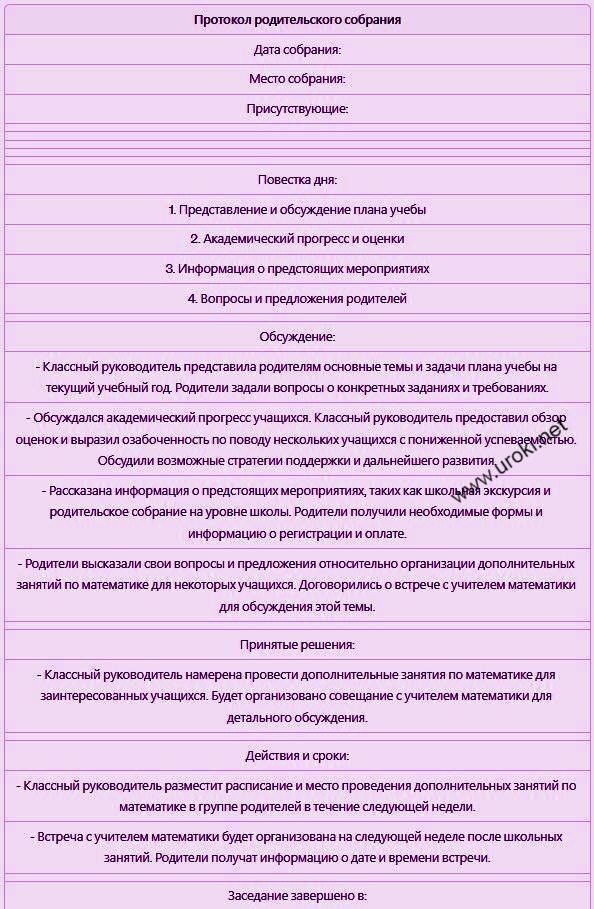 Протокол родительского собрания
Дата собрания:
Место собрания:
Присутствующие:
Повестка дня:
1. Представление и обсуждение плана учебы
2. Академический прогресс и оценки
3. Информация о предстоящих мероприятиях
4. Вопросы и предложения родителей
Обсуждение:
- Классный руководитель представила родителям основные темы и задачи плана учебы на
текущий учебный год. Родители задали вопросы о конкретных заданиях и требованиях.
- Обсуждался академический прогресс учащихся. Классный руководитель предоставил обзор
оценок и выразил озабоченность по поводу нескольких учащихся с пониженной успеваемостью.
Обсудили возможные стратегии поддержки и дальнейшего развития.
- Рассказана информация о предстоящих мероприятиях, таких как школьная экскурсия и
родительское собрание на уровне школы. Родители получили необходимые формы и
информацию о регистрации и оплате.
- Родители высказали свои вопросы и предложения относительно организации дополнительных
занятий по математике для некоторых учащихся. Договорились о встрече с учителем математики
для обсуждения этой темы.
Принятые решения:
- Классный руководитель намерена провести дополнительные занятия по математике для
заинтересованных учащихся. Будет организовано совещание с учителем математики для
детального обсуждения.
Действия и сроки:
- Классный руководитель разместит расписание и место проведения дополнительных занятий по
математике в группе родителей в течение следующей недели.
- Встреча с учителем математики будет организована на следующей неделе после школьных
занятий. Родители получат информацию о дате и времени встречи.
Заседание завершено в:
www.uroki.net